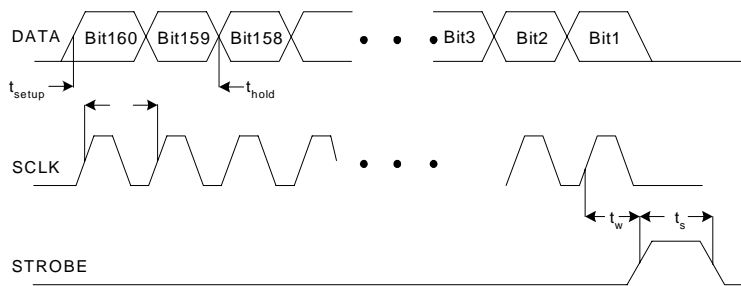 DATA Bit160 Bit159 Bit158 • • • Bit3 Bit2 Bit1
tsetup thold
SCLK • • •
tw ts
STROBE